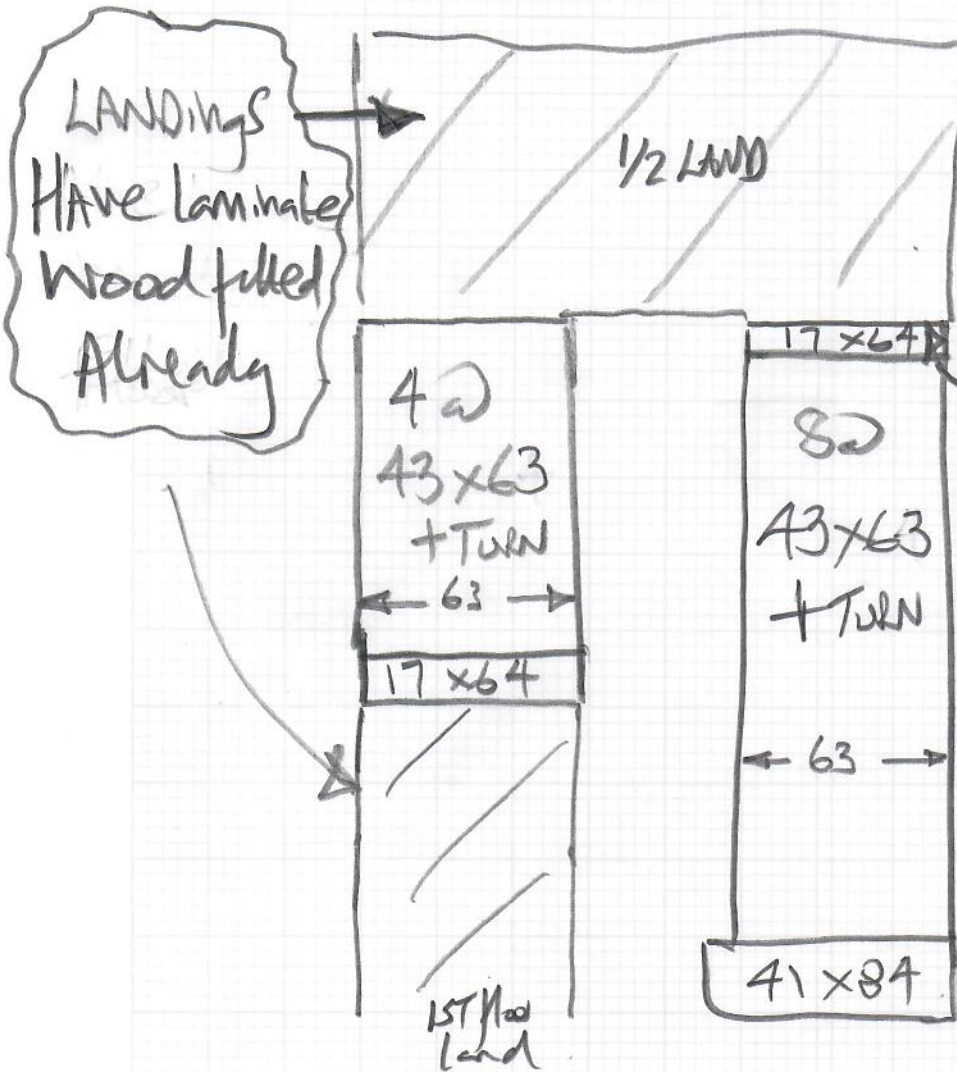 LANDINgS
HAVE Laminate
Wood fitted
Already
1/2 LAND
17 x 64
4 @
43 x 63
+ TURN
63
17 x 64
8 @
43 x 63
+ TURN
63
41 x 84
1ST floo
Land